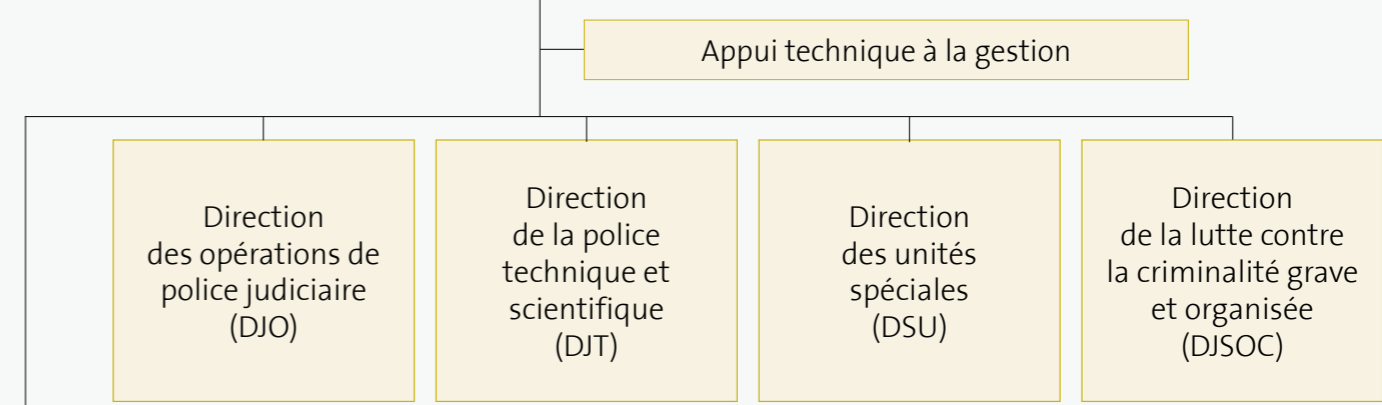 Appui technique à la gestion
Direction
des opérations de
police judiciaire
(DJO)
Direction
de la police
technique et
scientifique
(DJT)
Direction
des unités
spéciales
(DSU)
Direction
de la lutte contre
la criminalité grave
et organisée
(DJSOC)